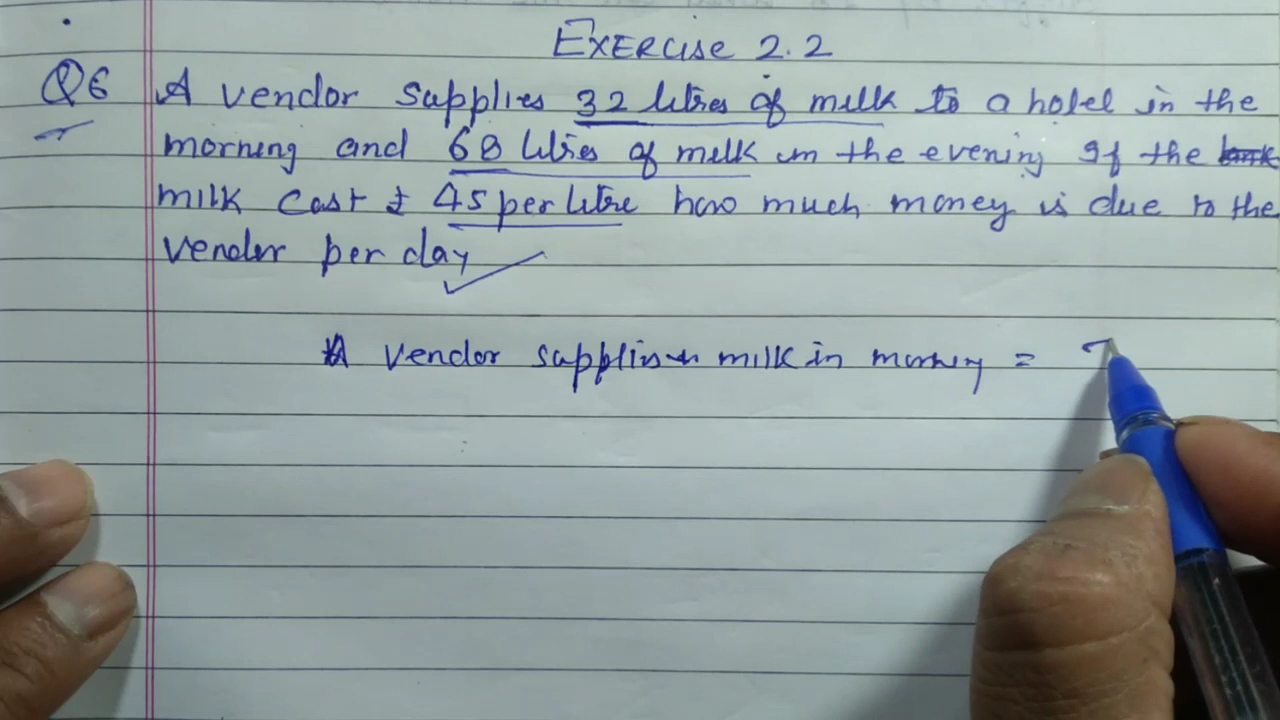 Exercise 2.2
Q6 A vendor supplies 32 litres of milk to a hotel in the
morning and 68 litres of milk in the evening If the
milk cost ₹ 45 per litre how much money is due to the
vender per day
A vendor supplies milk in morning =